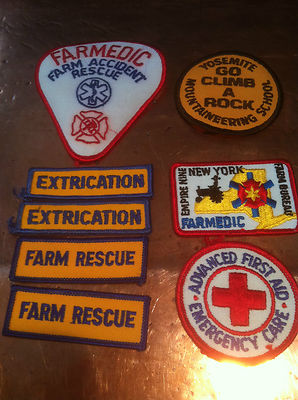 FARMEDIC
FARM ACCIDENT
RESCUE
YOSEMITE
GO
CLIMB
A
ROCK
MOUNTAINEERING SCHOOL
EXTRICATION
EXTRICATION
FARM RESCUE
FARM RESCUE
EMPIRE MINE
NEW YORK
FARM BUREAU
FARMEDIC
ADVANCED FIRST AID
EMERGENCY CARE